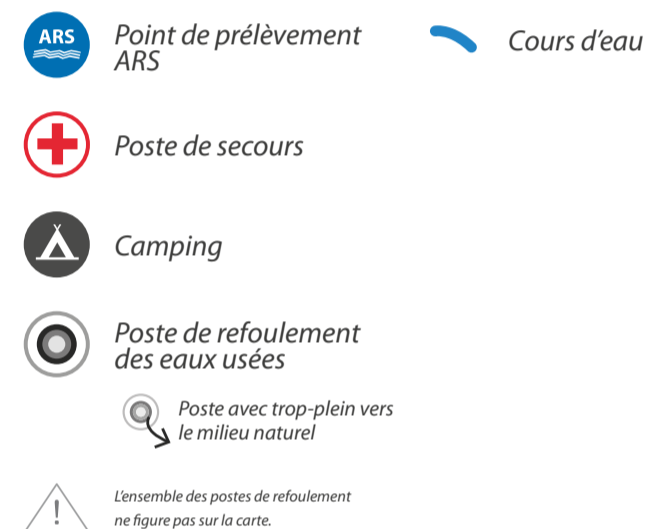 ARS
Point de prélèvement
ARS
Cours d'eau
Poste de secours
Camping
Poste de refoulement
des eaux usées
Poste avec trop-plein vers
le milieu naturel
!
L'ensemble des postes de refoulement
ne figure pas sur la carte.